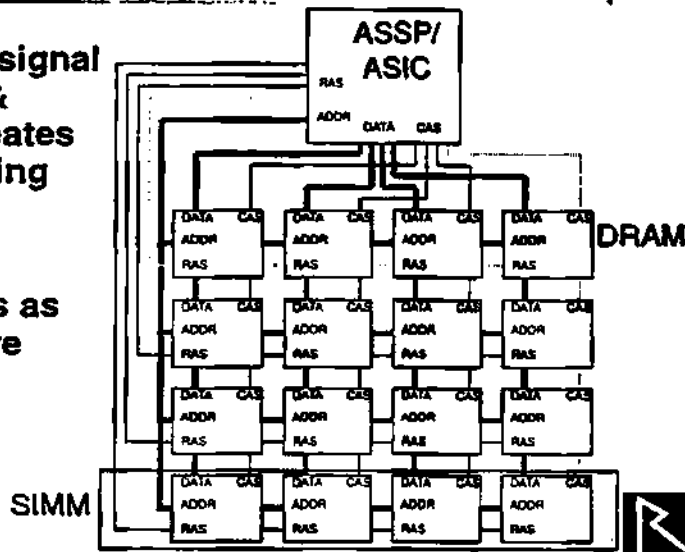 signal
&
eates
ing
s as
e
ASSP/
ASIC
RAS
ADDR
DATA CAS
DATA CAS DATA CAS DATA CAS DATA CAS
ADDR ADDR ADDR ADDR
DRAM
RAS RAS RAS RAS
DATA CAS DATA CAS DATA CAS DATA CAS
ADDR ADDR ADDR ADDR
RAS RAS RAS RAS
DATA CAS DATA CAS DATA CAS DATA CAS
ADDR ADDR ADDR ADDR
RAS RAS RAS RAS
SIMM
DATA CAS DATA CAS DATA CAS DATA CAS
ADDR ADDR ADDR ADDR
RAS RAS RAS RAS